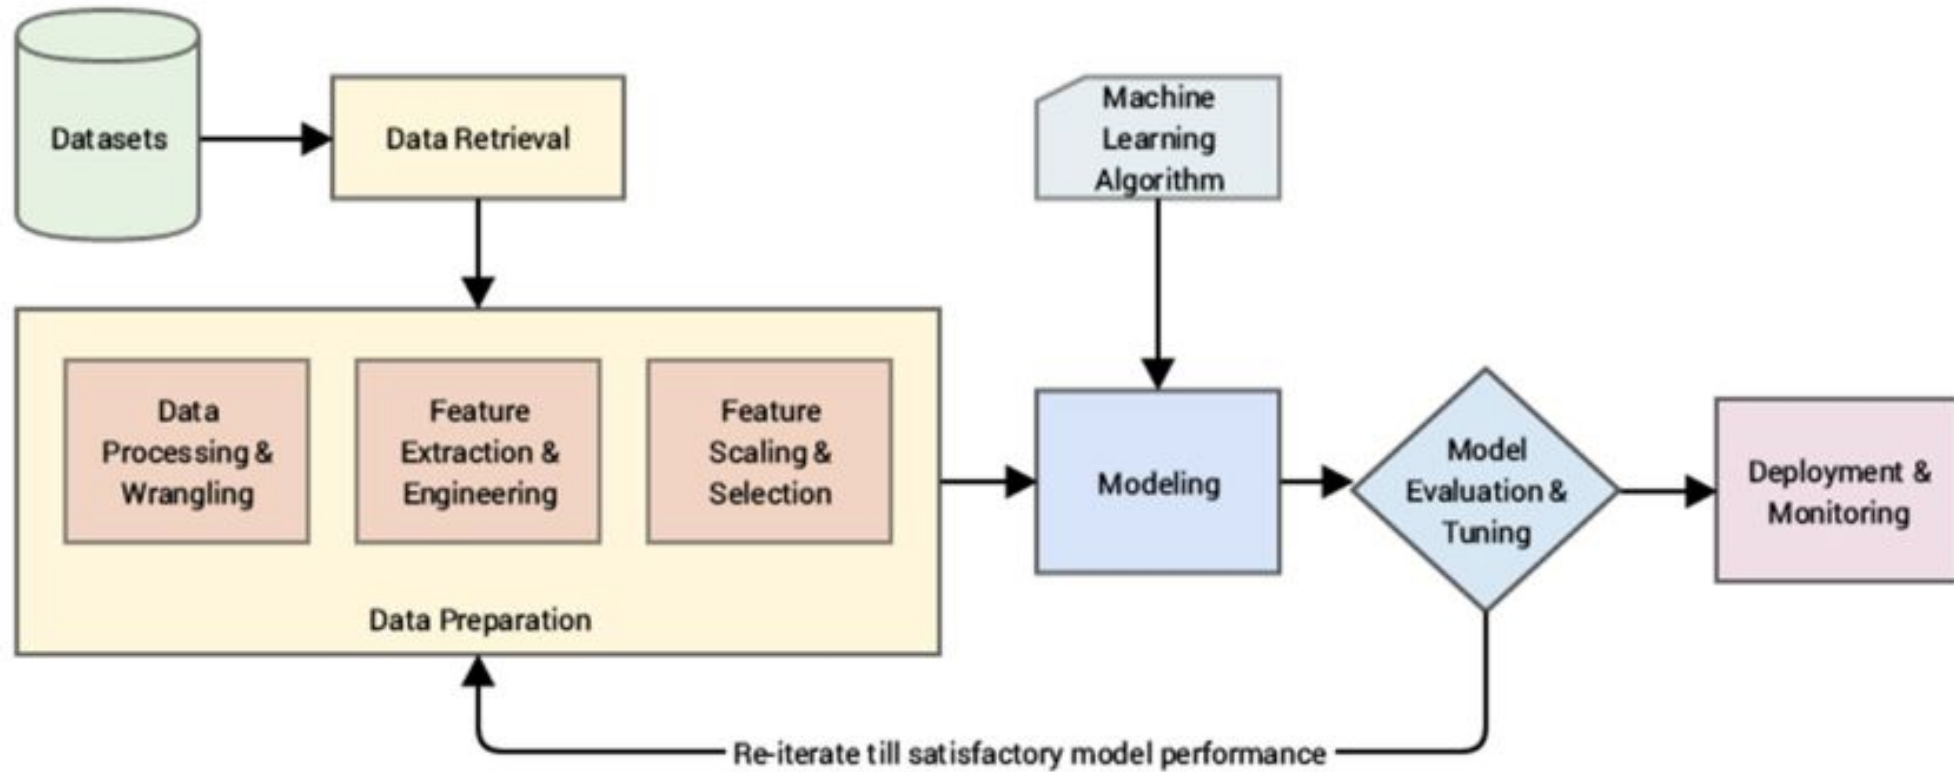 Datasets
Data Retrieval
Machine
Learning
Algorithm
Data
Processing &
Wrangling
Feature
Extraction &
Engineering
Feature
Scaling &
Selection
Data Preparation
Modeling
Model
Evaluation &
Tuning
Deployment &
Monitoring
Re-iterate till satisfactory model performance